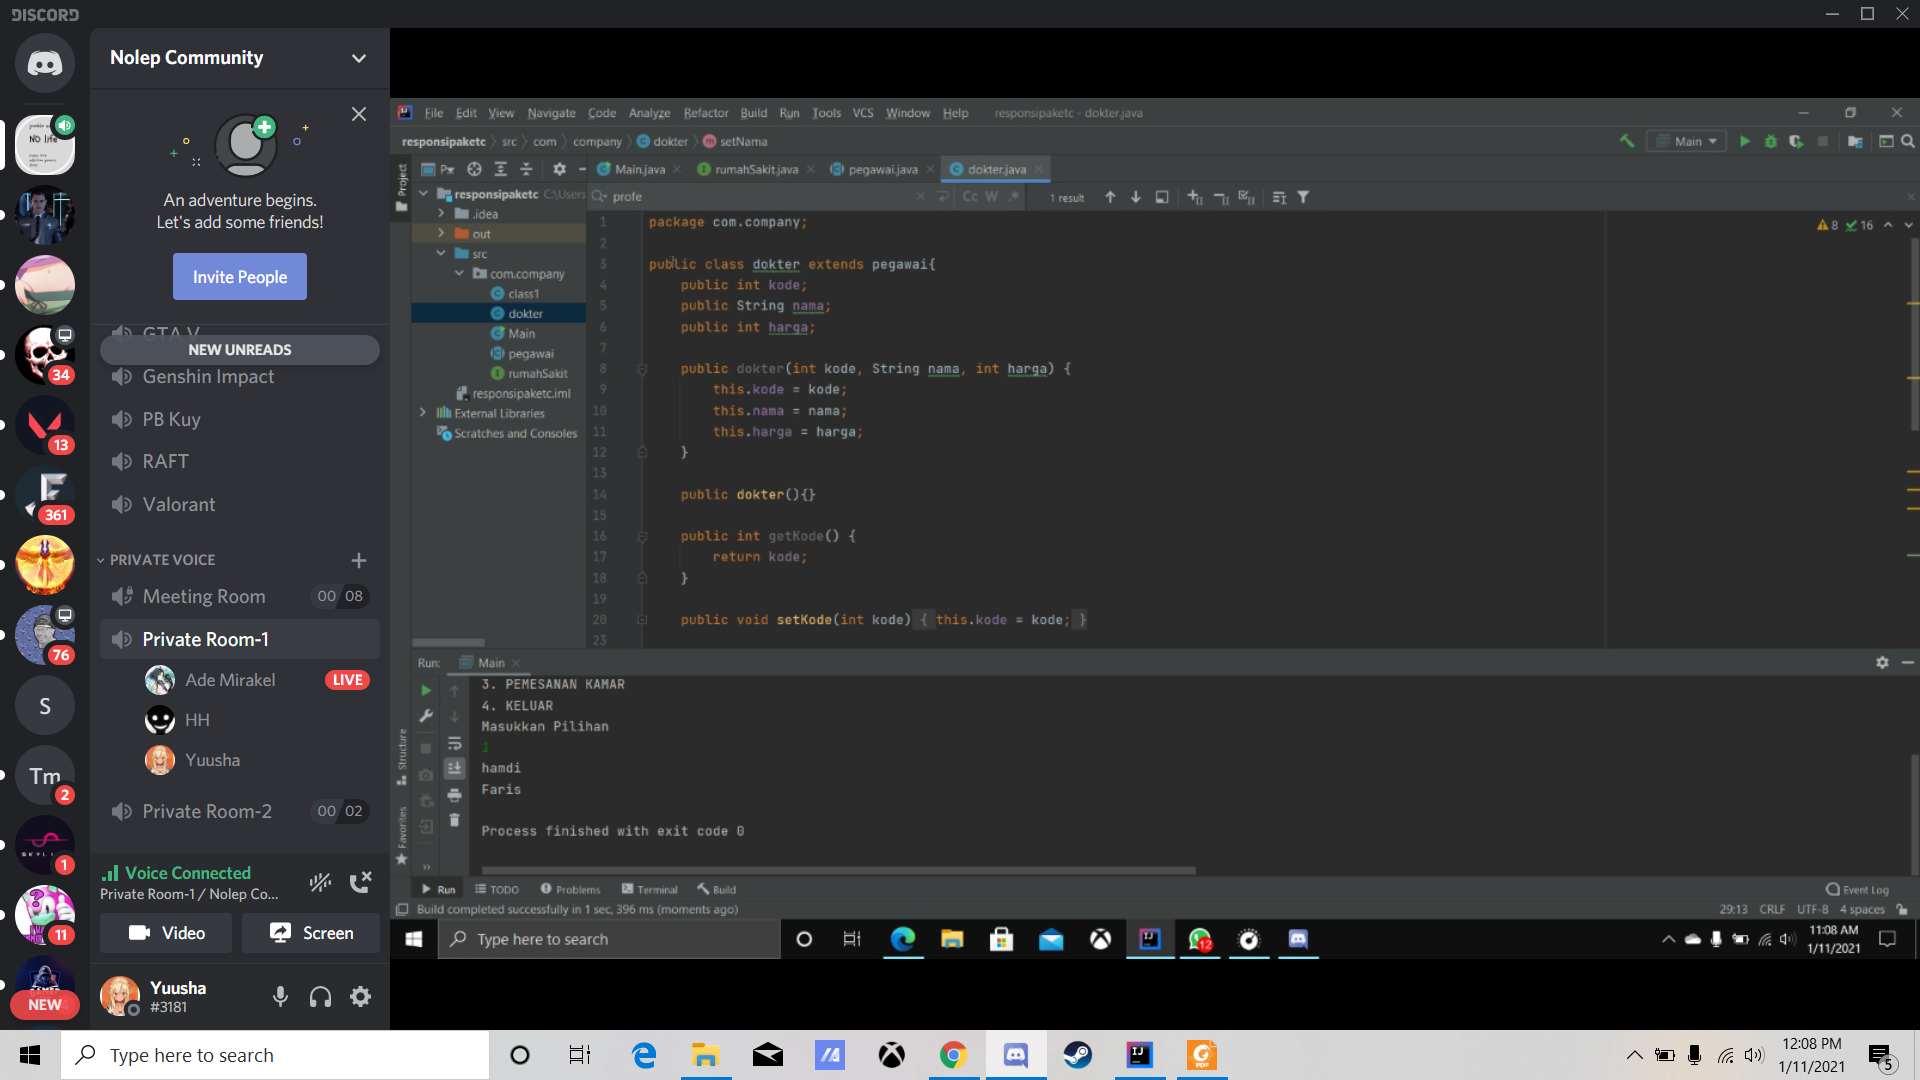 DISCORD
Nolep Community
An adventure begins.
Let's add some friends!
Invite People
GTA V
NEW UNREADS
Genshin Impact
PB Kuy
RAFT
Valorant
PRIVATE VOICE
Meeting Room 00 08
Private Room-1
Ade Mirakel LIVE
HH
Yuusha
Private Room-2 00 02
Voice Connected
Private Room-1 / Nolep Co...
Video Screen
Yuusha
#3181
NO life
34
13
361
76
S
Tm
2
1
11
NEW
File Edit View Navigate Code Analyze Refactor Build Run Tools VCS Window Help responsipaketc - dokter.java
responsipaketc src com company dokter setNama
Main
Project
Main.java rumahSakit.java pegawai.java dokter.java
profe Cc W .* 1 result
responsipaketc C:\Users
.idea
out
src
com.company
class1
dokter
Main
pegawai
rumahSakit
responsipaketc.iml
External Libraries
Scratches and Consoles
8 16
1 package com.company;
2
3 public class dokter extends pegawai{
4 public int kode;
5 public String nama;
6 public int harga;
7
8 public dokter(int kode, String nama, int harga) {
9 this.kode = kode;
10 this.nama = nama;
11 this.harga = harga;
12 }
13
14 public dokter(){}
15
16 public int getKode() {
17 return kode;
18 }
19
20 public void setKode(int kode) { this.kode = kode; }
23
Run: Main
3. PEMESANAN KAMAR
4. KELUAR
Masukkan Pilihan
1
hamdi
Faris
Process finished with exit code 0
Structure
Favorites
Run TODO Problems Terminal Build Event Log
Build completed successfully in 1 sec, 396 ms (moments ago) 29:13 CRLF UTF-8 4 spaces
Type here to search
12
11:08 AM
1/11/2021
Type here to search
12:08 PM
1/11/2021
5